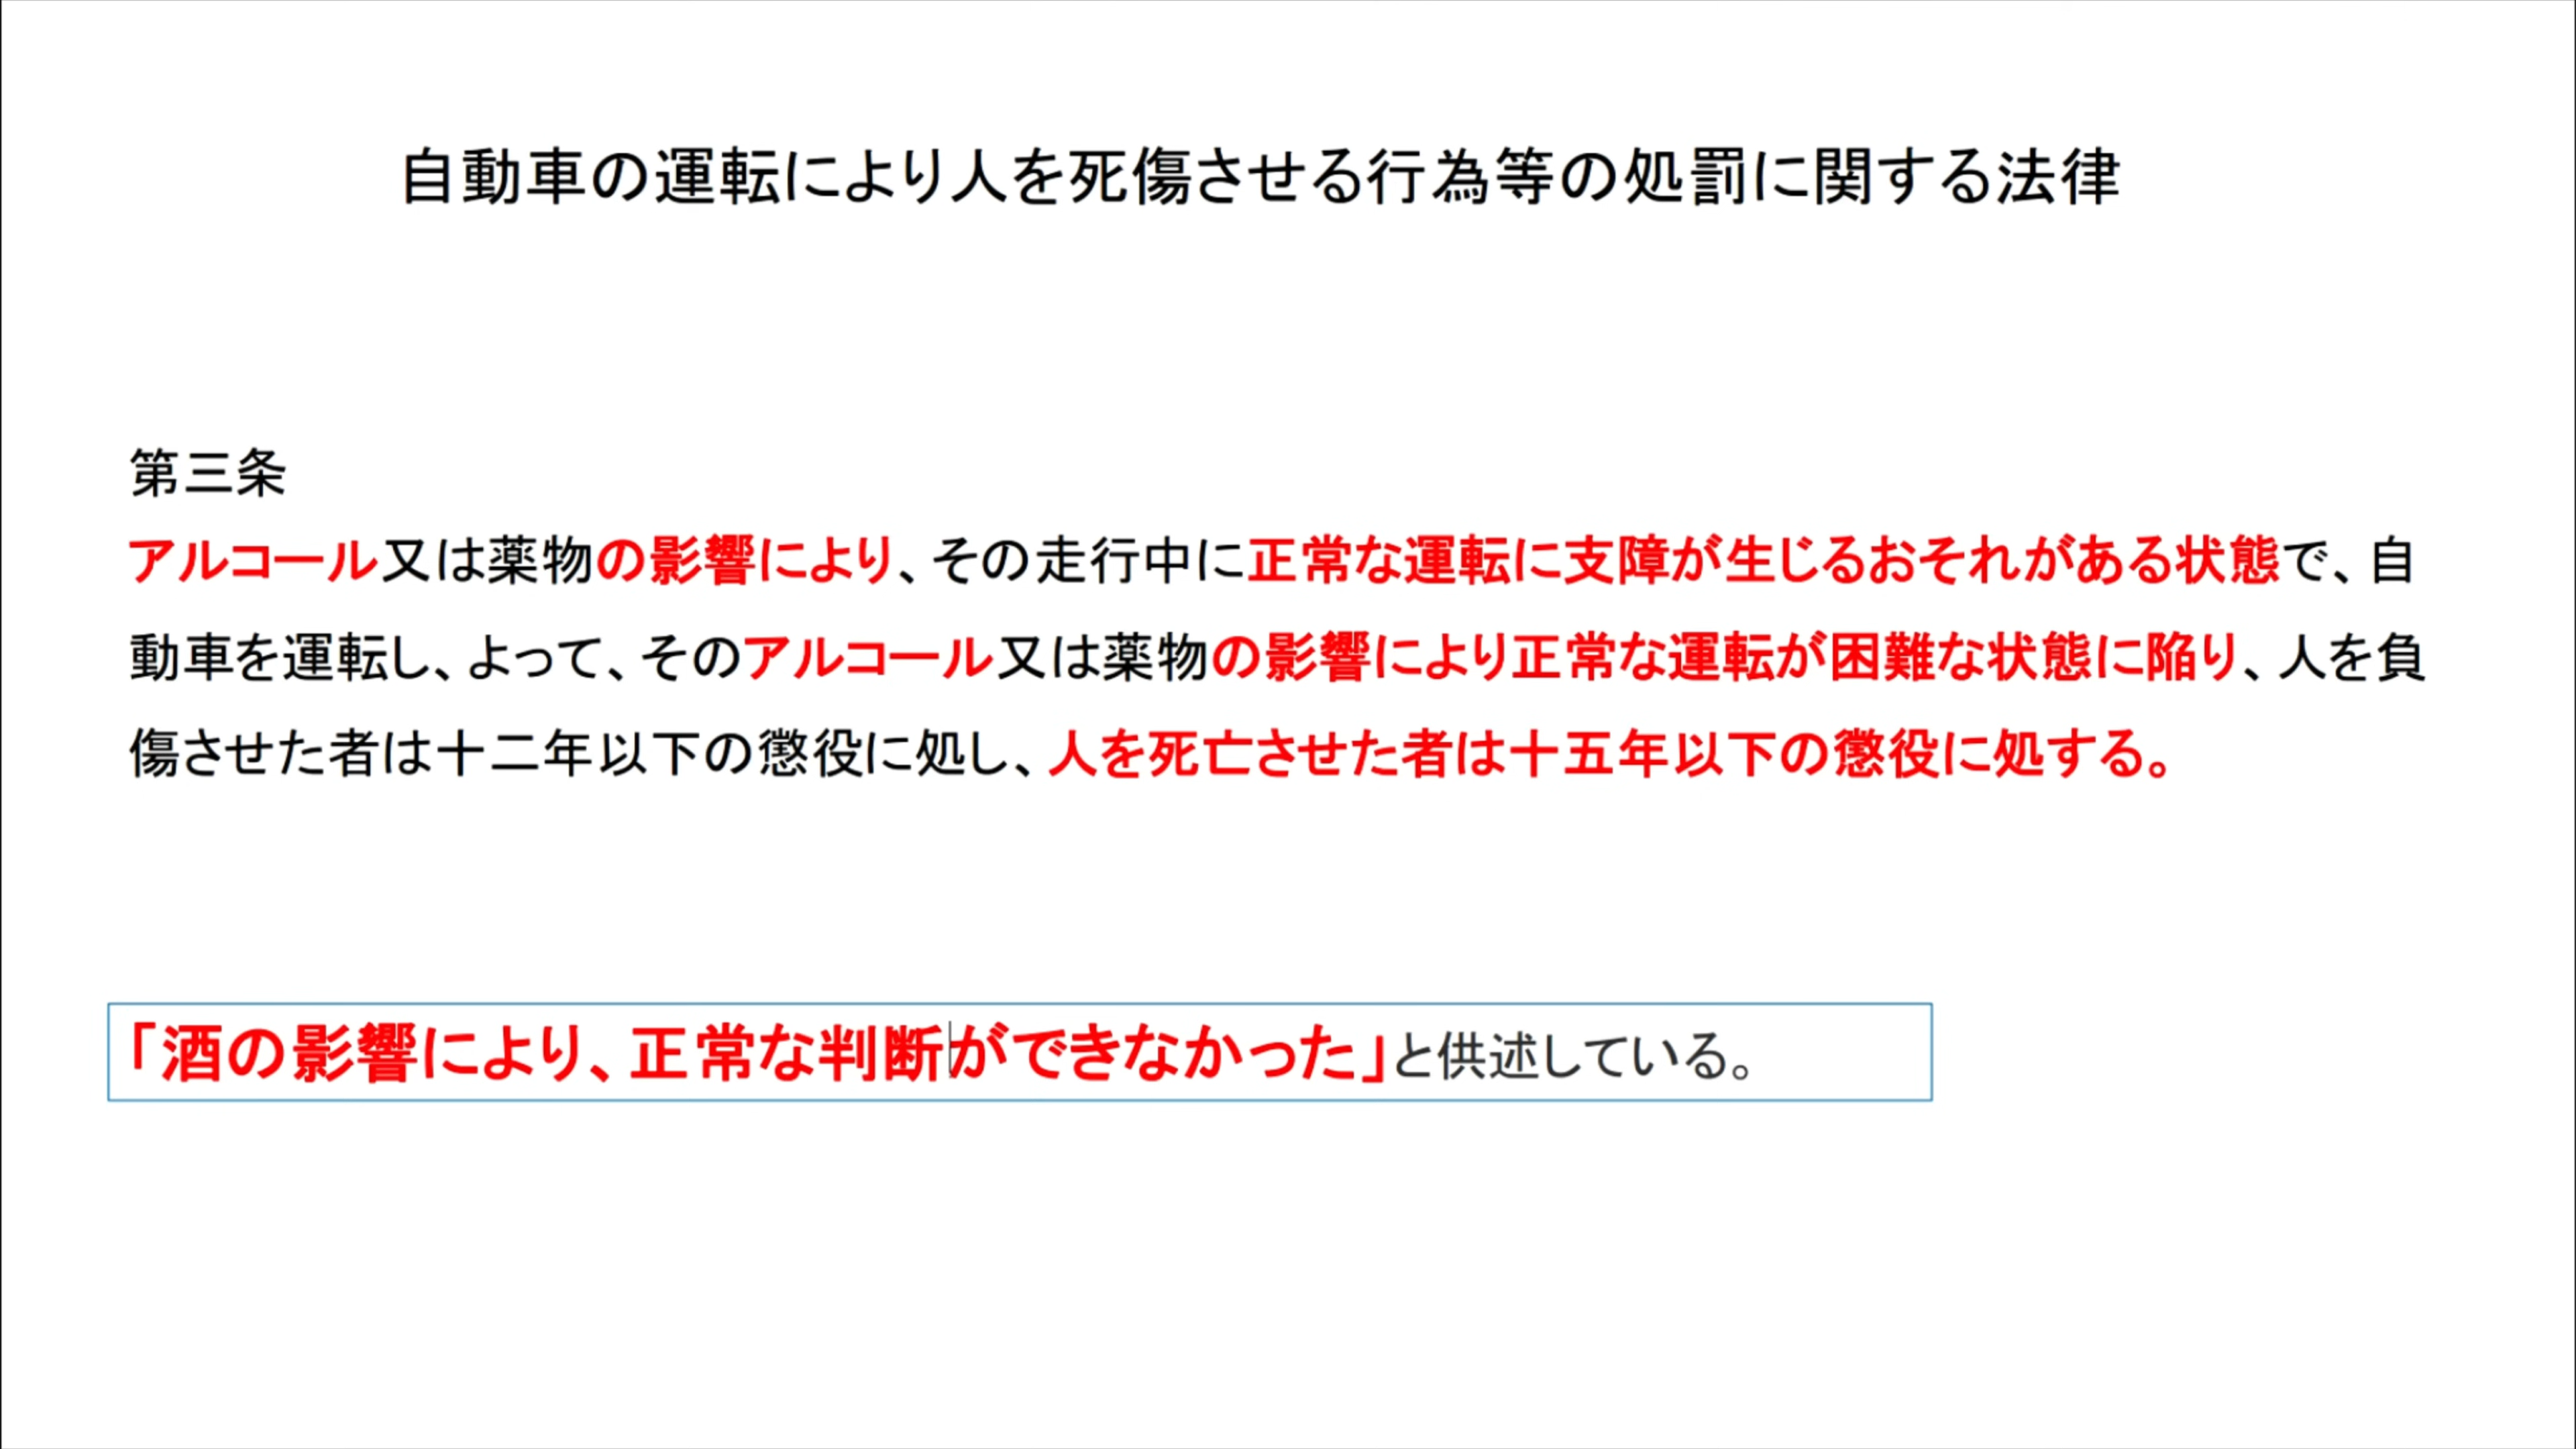 自動車の運転により人を死傷させる行為等の処罰に関する法律
第三条
アルコール又は薬物の影響により、その走行中に正常な運転に支障が生じるおそれがある状態で、自
動車を運転し、よって、そのアルコール又は薬物の影響により正常な運転が困難な状態に陥り、人を負
傷させた者は十二年以下の懲役に処し、人を死亡させた者は十五年以下の懲役に処する。
「酒の影響により、正常な判断ができなかった」と供述している。